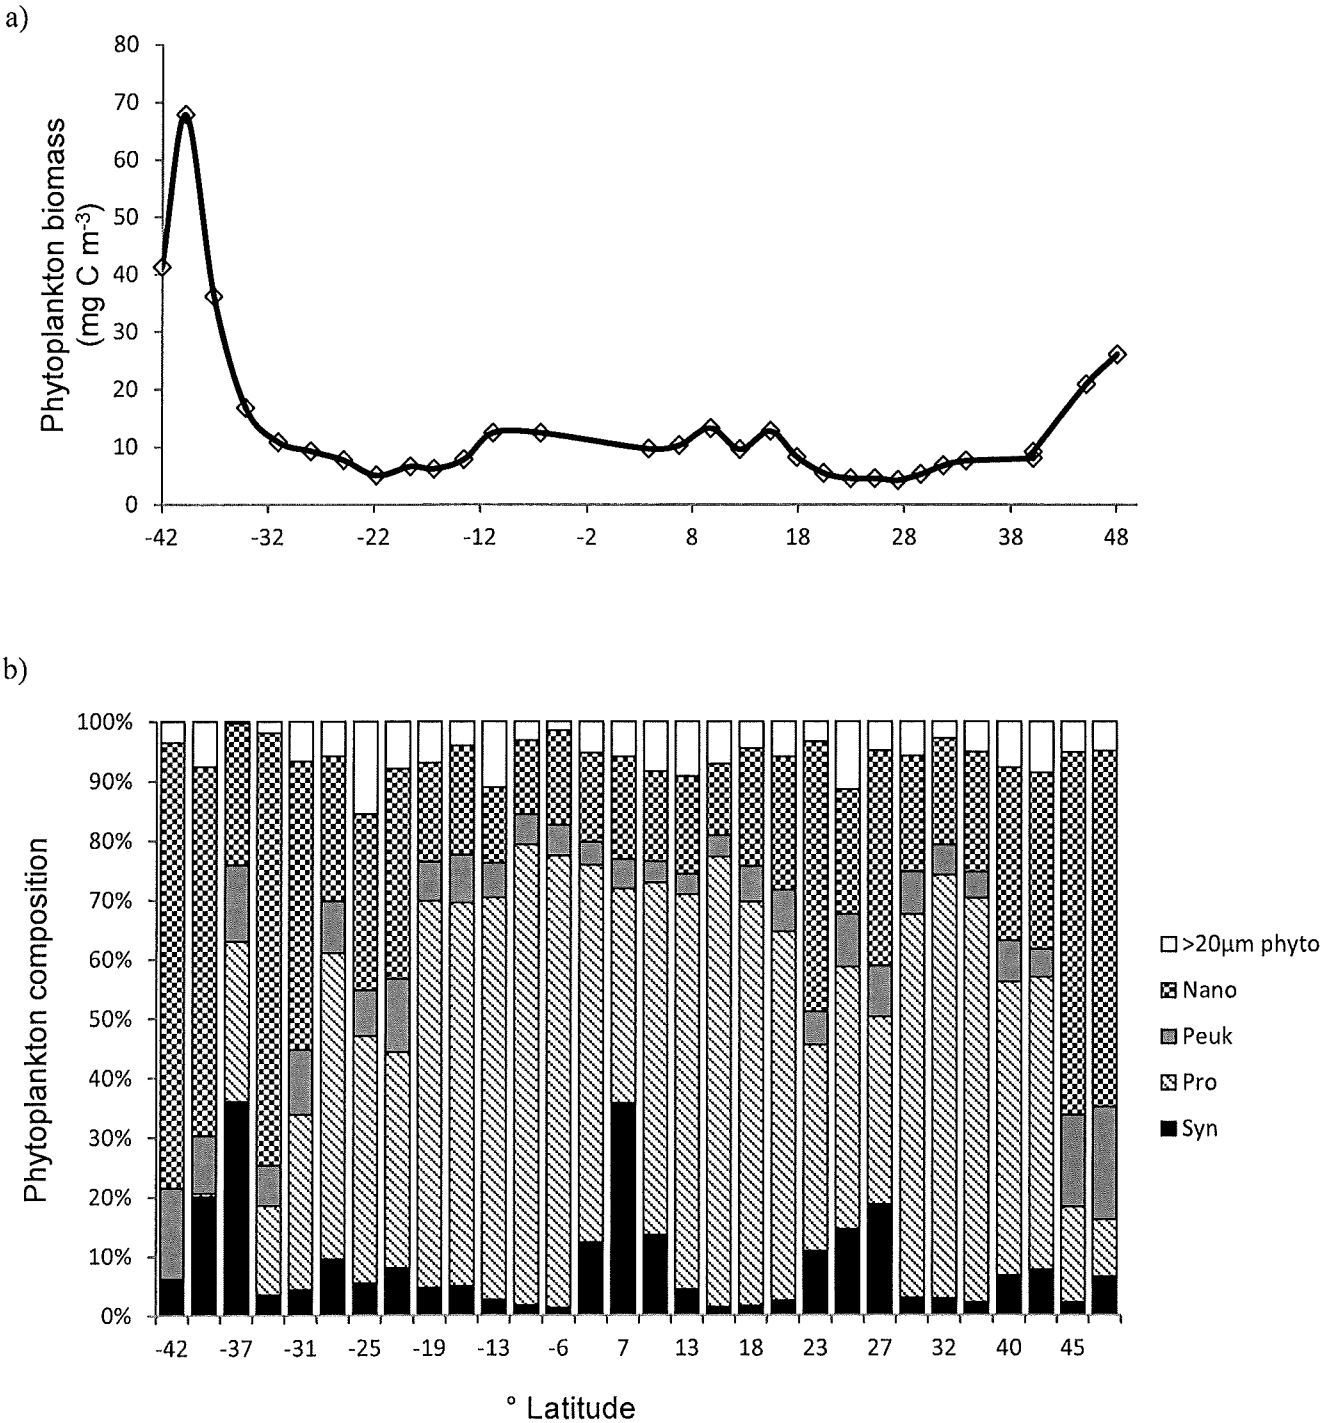 a)
80
70
60
50
40
30
20
10
0
Phytoplankton biomass
(mg C m-3)
-42 -32 -22 -12 -2 8 18 28 38 48
b)
100%
90%
80%
70%
60%
50%
40%
30%
20%
10%
0%
Phytoplankton composition
>20µm phyto
Nano
Peuk
Pro
Syn
-42 -37 -31 -25 -19 -13 -6 7 13 18 23 27 32 40 45
° Latitude